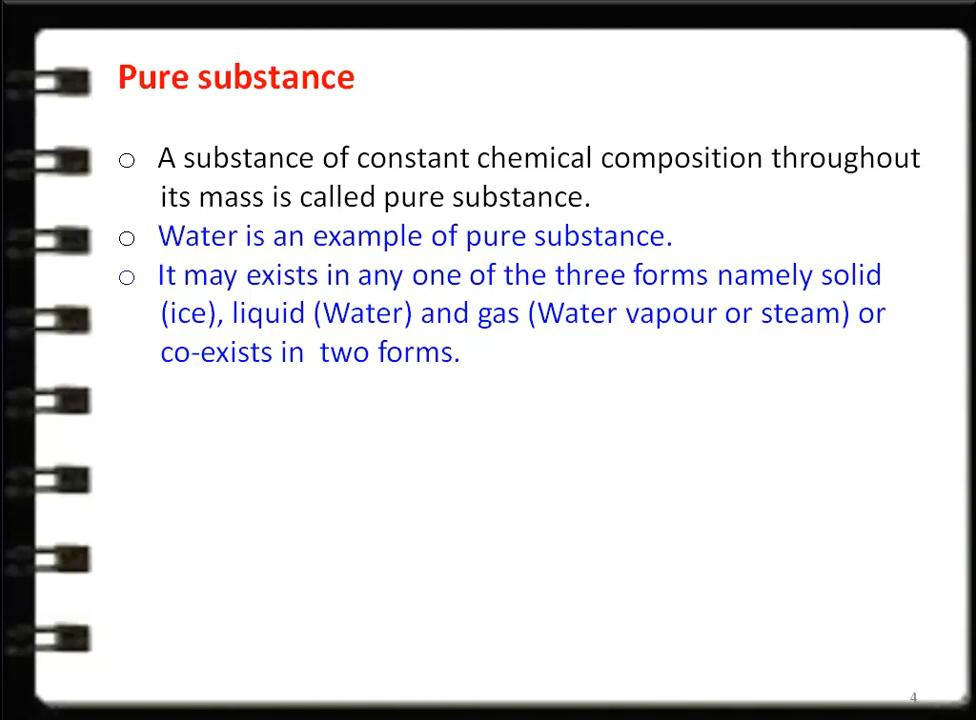 Pure substance
○ A substance of constant chemical composition throughout
its mass is called pure substance.
○ Water is an example of pure substance.
○ It may exists in any one of the three forms namely solid
(ice), liquid (Water) and gas (Water vapour or steam) or
co-exists in two forms.
4